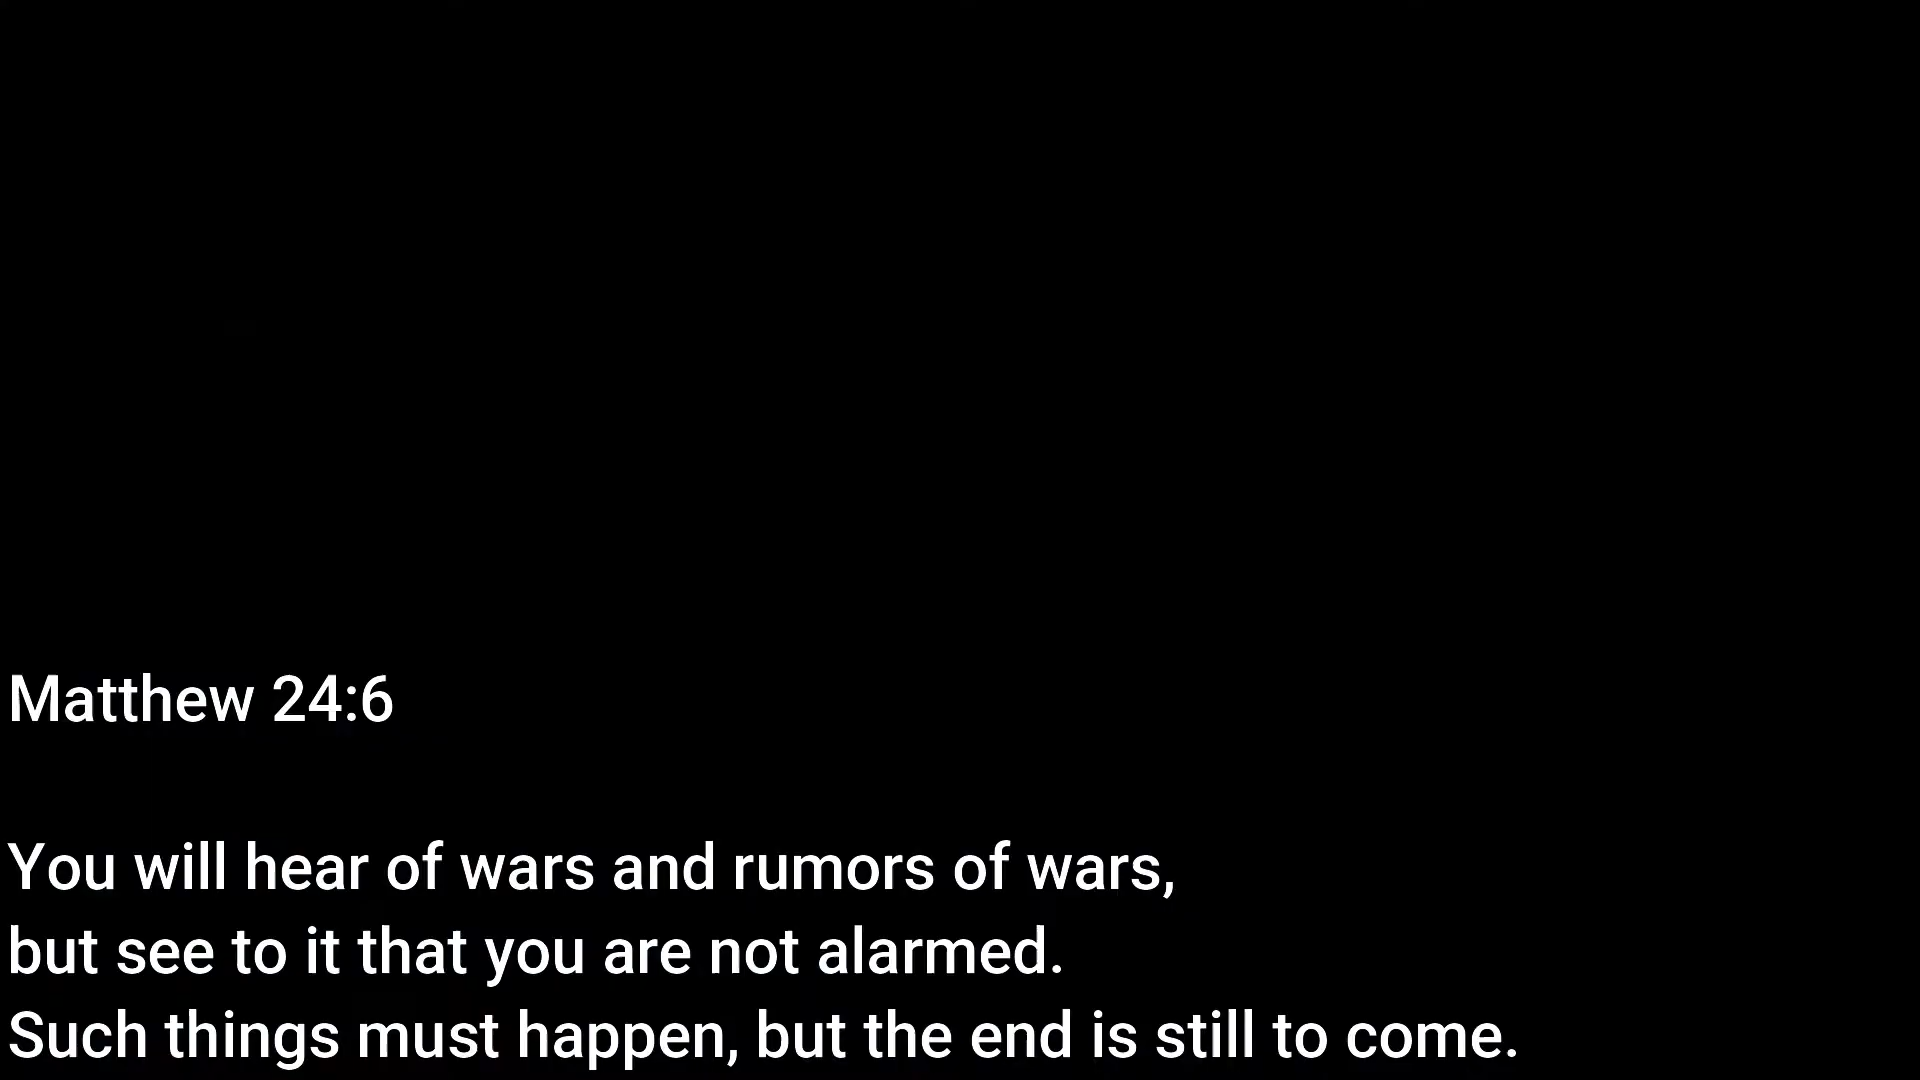 Matthew 24:6
You will hear of wars and rumors of wars,
but see to it that you are not alarmed.
Such things must happen, but the end is still to come.